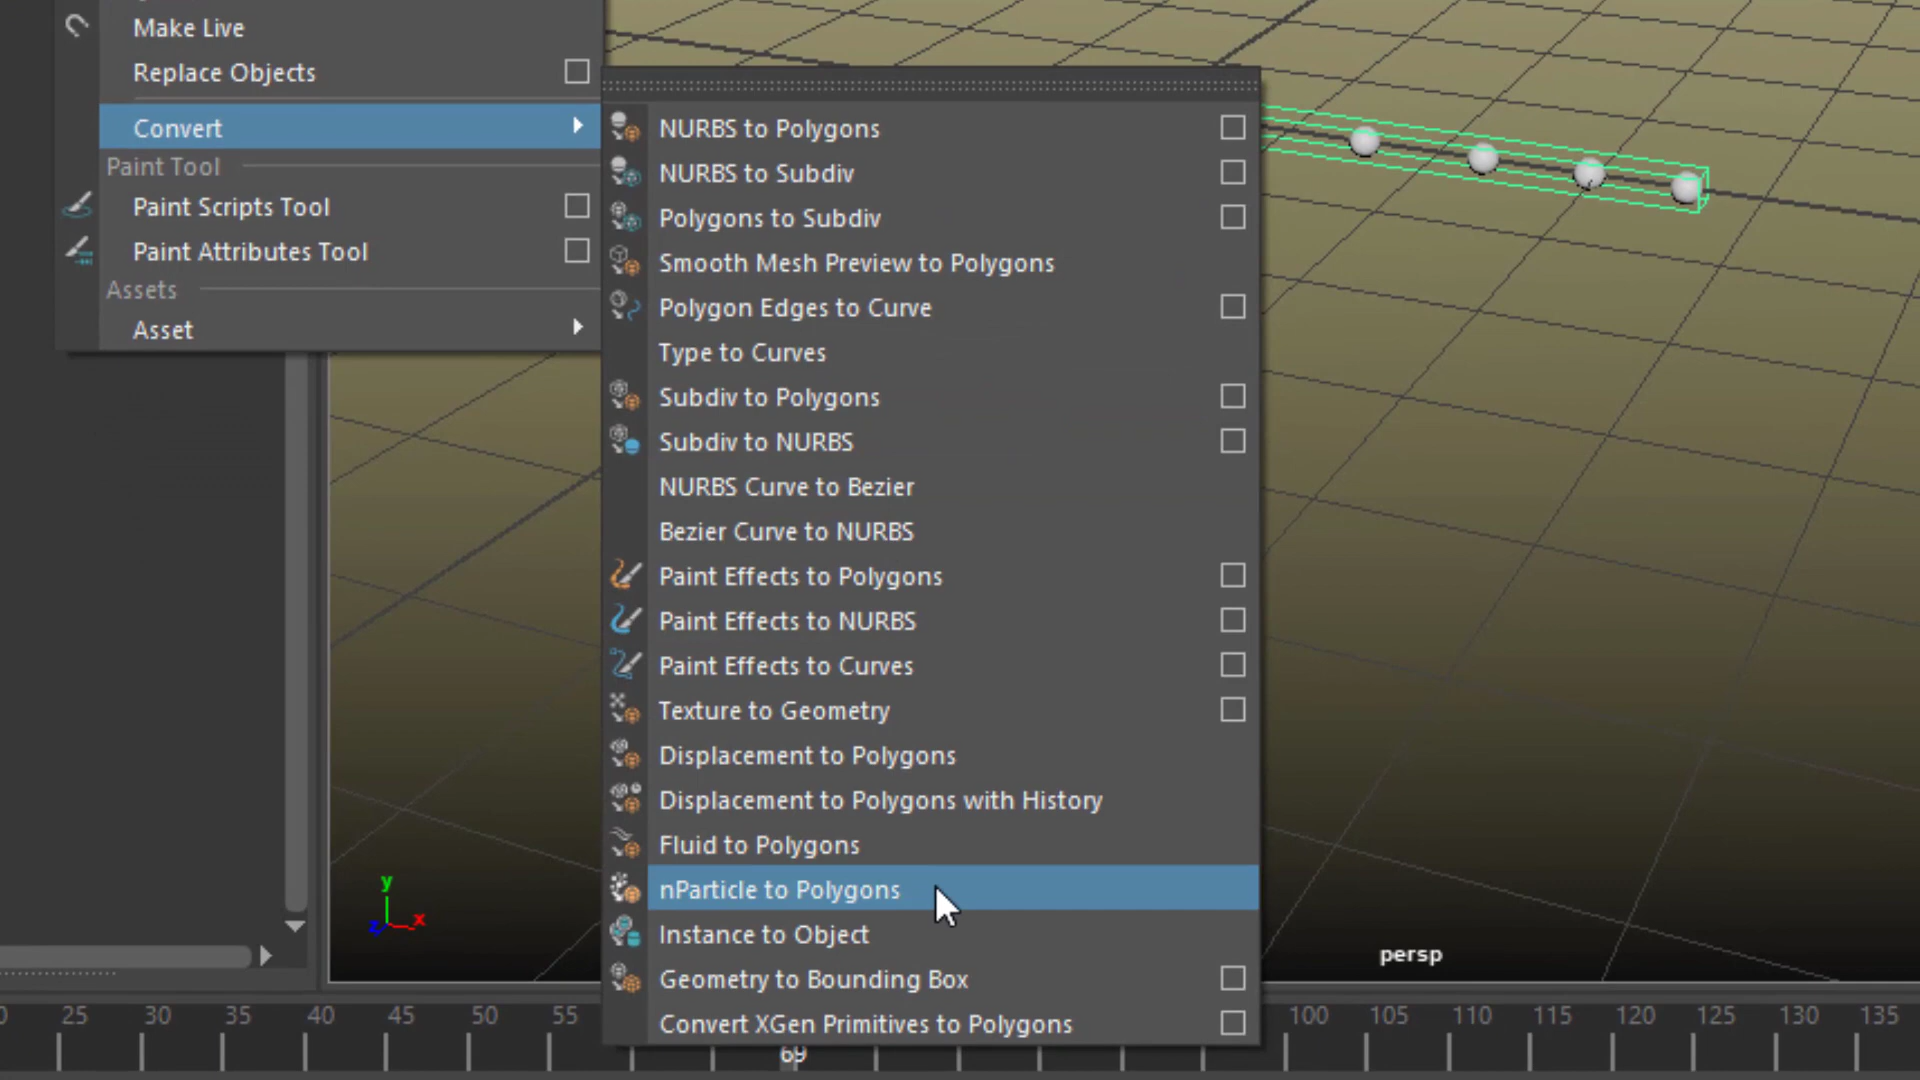 Make Live
Replace Objects
Convert
Paint Tool
Paint Scripts Tool
Paint Attributes Tool
Assets
Asset
NURBS to Polygons
NURBS to Subdiv
Polygons to Subdiv
Smooth Mesh Preview to Polygons
Polygon Edges to Curve
Type to Curves
Subdiv to Polygons
Subdiv to NURBS
NURBS Curve to Bezier
Bezier Curve to NURBS
Paint Effects to Polygons
Paint Effects to NURBS
Paint Effects to Curves
Texture to Geometry
Displacement to Polygons
Displacement to Polygons with History
Fluid to Polygons
nParticle to Polygons
Instance to Object
Geometry to Bounding Box
Convert XGen Primitives to Polygons
y
z x
persp
25 30 35 40 45 50 55 100 105 110 115 120 125 130 135
69